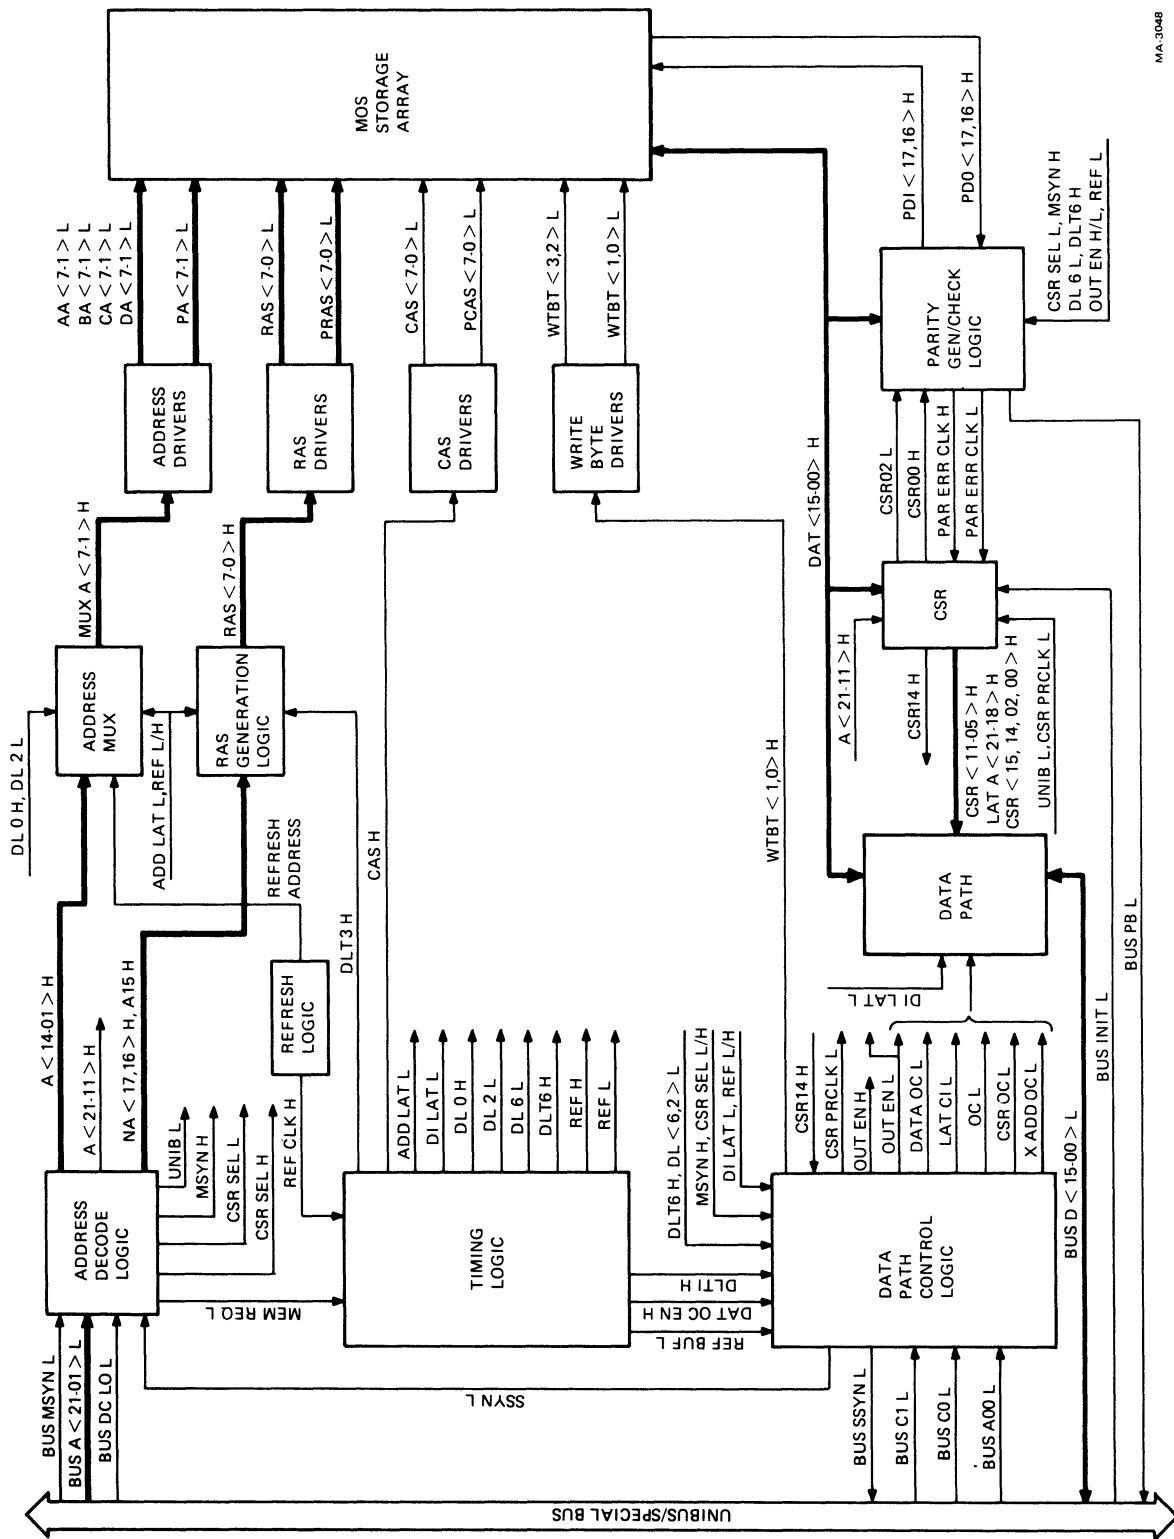 MA-3048
MOS
STORAGE
ARRAY
AA < 7-1 > L
BA < 7-1 > L
CA < 7-1 > L
DA < 7-1 > L
PA < 7-1 > L
RAS < 7-0 > L
PRAS < 7-0 > L
CAS < 7-0 > L
PCAS < 7-0 > L
WTBT < 3,2 > L
WTBT < 1,0 > L
PDI < 17,16 > H
PD0 < 17,16 > H
ADDRESS
DRIVERS
RAS
DRIVERS
CAS
DRIVERS
WRITE
BYTE
DRIVERS
DAT <15-00> H
PARITY
GEN/CHECK
LOGIC
CSR SEL L, MSYN H
DL 6 L, DLT6 H
OUT EN H/L, REF L
MUX A < 7-1 > H
RAS < 7-0 > H
CSR02 L
CSR00 H
PAR ERR CLK H
PAR ERR CLK L
DL 0 H, DL 2 L
ADDRESS
MUX
ADD LAT L, REF L/H
RAS
GENERATION
LOGIC
REFRESH
ADDRESS
CAS H
WTBT < 1,0> H
A < 21-11 > H
CSR
CSR14 H
CSR < 11-05 > H
LAT A < 21-18 > H
CSR < 15, 14, 02, 00 > H
UNIB L, CSR PRCLK L
A < 14-01 > H
A < 21-11 > H
NA < 17,16 > H, A15 H
REFRESH
LOGIC
DLT3 H
DATA
PATH
DI LAT L
BUS INIT L
BUS PB L
ADDRESS
DECODE
LOGIC
UNIB L
MSYN H
CSR SEL L
CSR SEL H
REF CLK H
MEM REQ L
TIMING
LOGIC
ADD LAT L
DI LAT L
DL 0 H
DL 2 L
DL 6 L
DLT6 H
REF H
REF L
DLT6 H, DL < 6,2 > L
MSYN H, CSR SEL L/H
DI LAT L, REF L/H
CSR14 H
CSR PRCLK L
OUT EN H
OUT EN L
DATA OC L
LAT CI L
OC L
CSR OC L
X ADD OC L
DATA
PATH
CONTROL
LOGIC
DLTI H
DAT OC EN H
REF BUF L
BUS D < 15-00 > L
BUS MSYN L
BUS A < 21-01 > L
BUS DC LO L
SSYN L
BUS SSYN L
BUS C1 L
BUS C0 L
BUS A00 L
UNIBUS/SPECIAL BUS